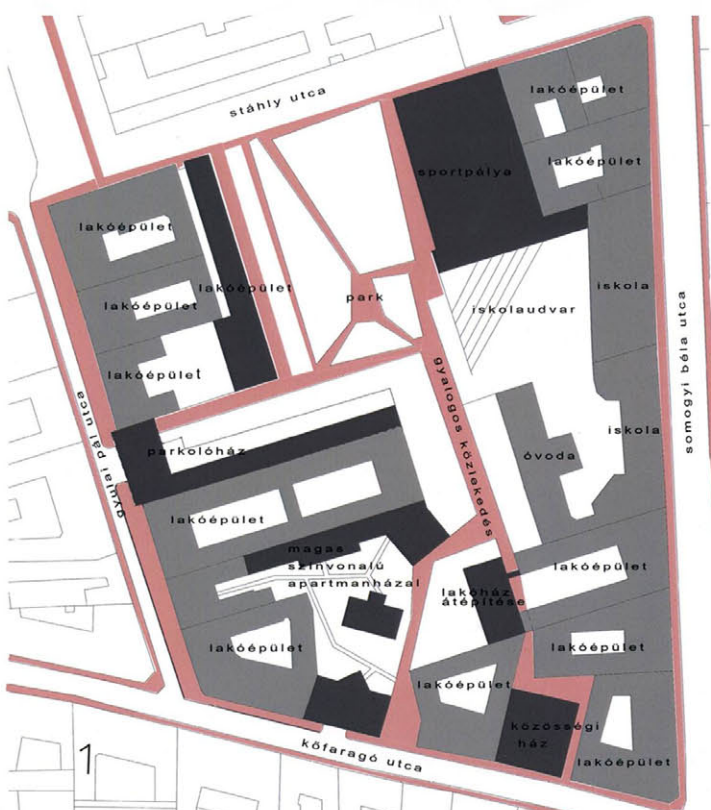 stáhly utca
lakóépület
lakóépület
sportpálya
lakóépület
lakóépület
lakóépület
park
iskola
iskolaudvar
lakóépület
gyulai pál utca
gyalogos közlekedés
somogyi béla utca
iskola
parkolóház
óvoda
lakóépület
magas
színvonalú
apartmanházal
lakóépület
lakóház
átépítése
lakóépület
lakóépület
lakóépület
közösségi
ház
kőfaragó utca
lakóépület
1